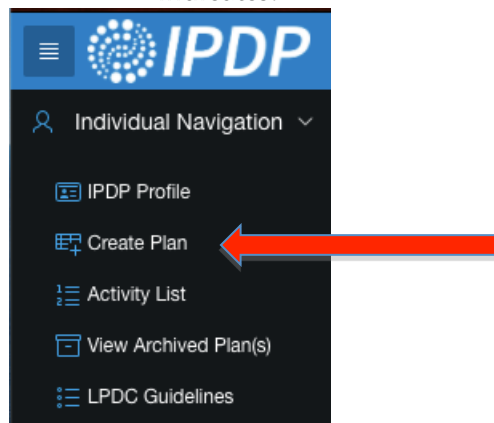 IPDP
Individual Navigation
IPDP Profile
Create Plan
Activity List
View Archived Plan(s)
LPDC Guidelines